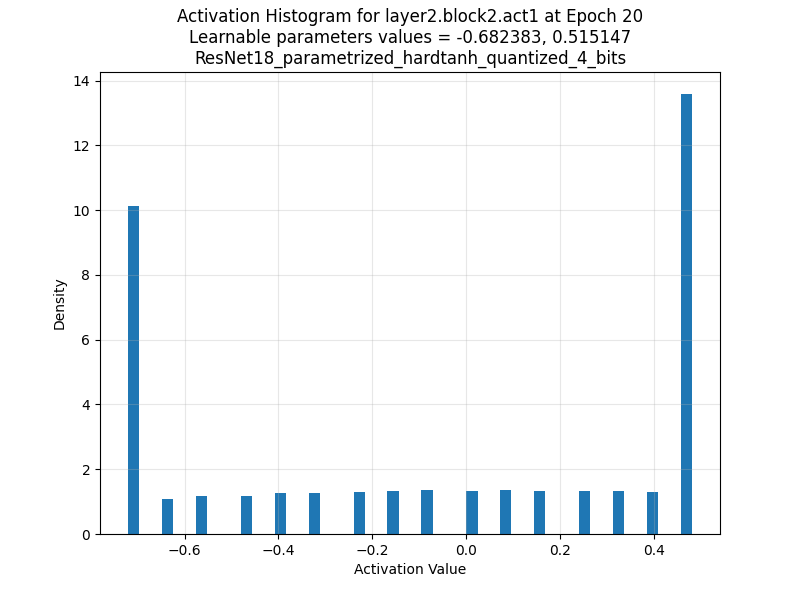 Activation Histogram for layer2.block2.act1 at Epoch 20
Learnable parameters values = -0.682383, 0.515147
ResNet18_parametrized_hardtanh_quantized_4_bits
14
12
10
8
6
4
2
0
Density
−0.6 −0.4 −0.2 0.0 0.2 0.4
Activation Value